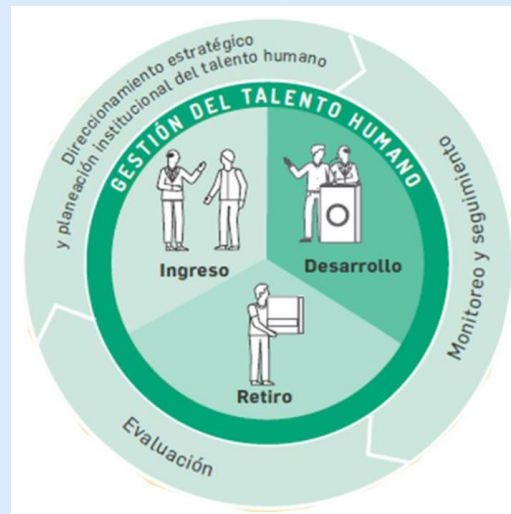 Direccionamiento estratégico
y planeación institucional del talento humano
GESTIÓN DEL TALENTO HUMANO
Ingreso
Desarrollo
Retiro
Monitoreo y seguimiento
Evaluación